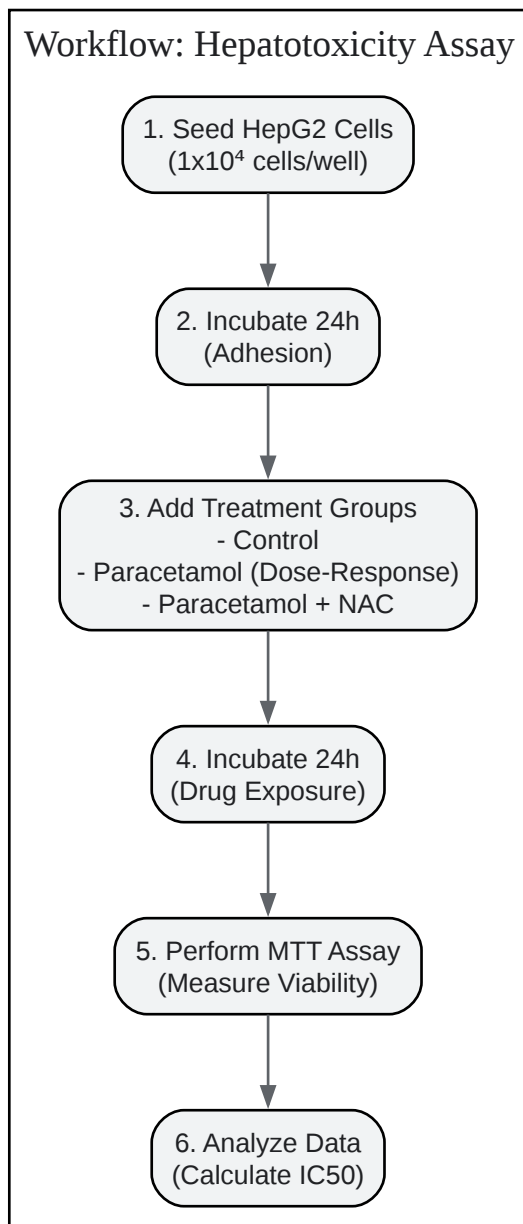 Workflow: Hepatotoxicity Assay
1. Seed HepG2 Cells
(1x10⁴ cells/well)
2. Incubate 24h
(Adhesion)
3. Add Treatment Groups
- Control
- Paracetamol (Dose-Response)
- Paracetamol + NAC
4. Incubate 24h
(Drug Exposure)
5. Perform MTT Assay
(Measure Viability)
6. Analyze Data
(Calculate IC50)